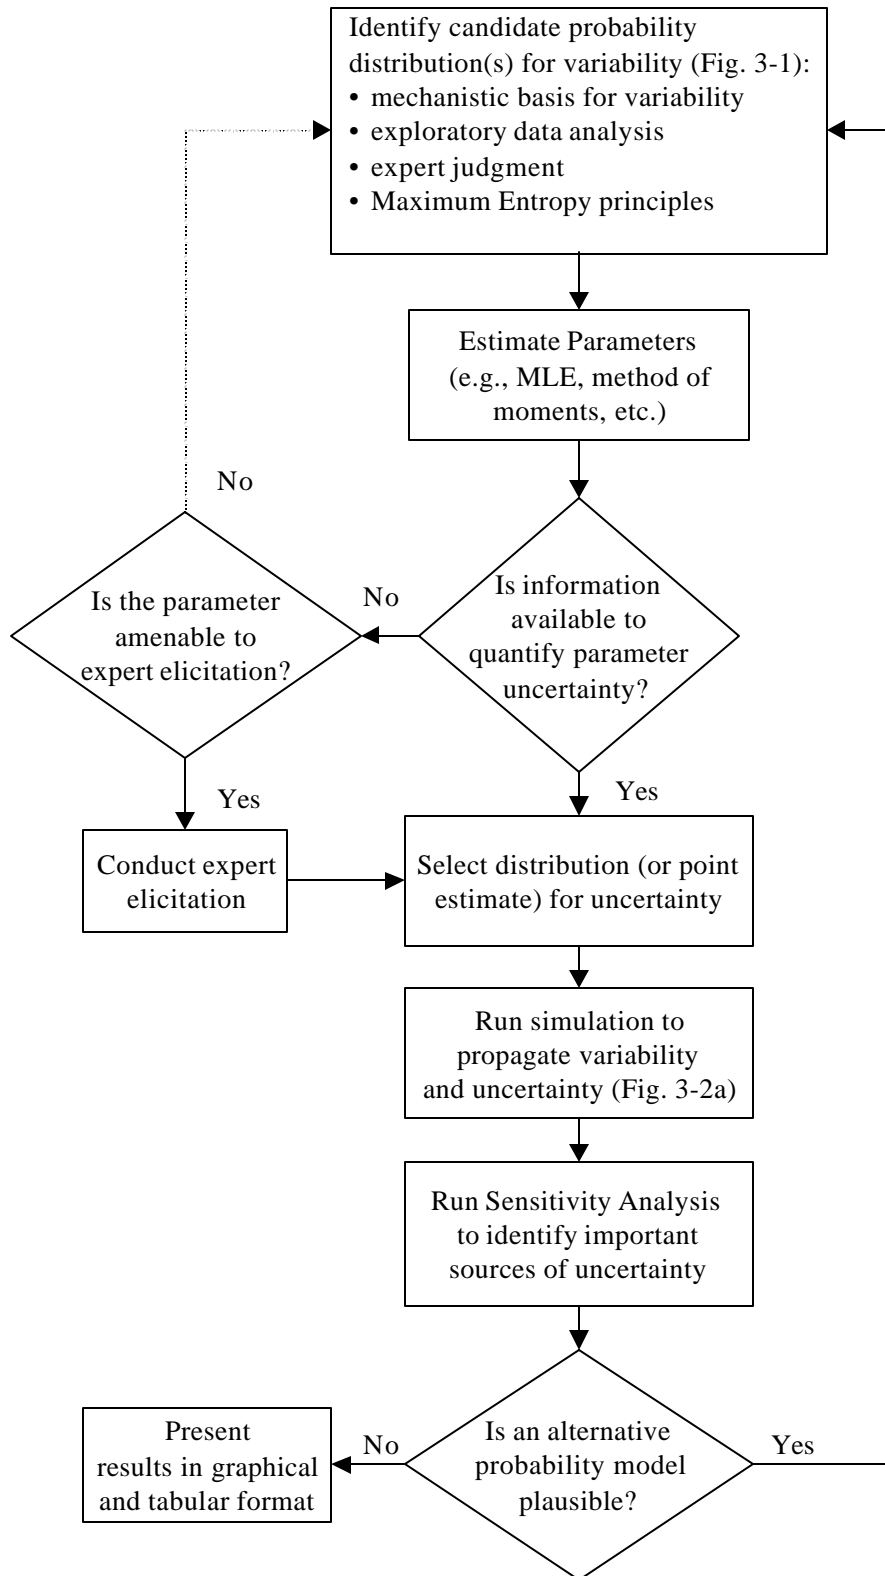 Identify candidate probability
distribution(s) for variability (Fig. 3-1):
• mechanistic basis for variability
• exploratory data analysis
• expert judgment
• Maximum Entropy principles
Estimate Parameters
(e.g., MLE, method of
moments, etc.)
No
Is the parameter
amenable to
expert elicitation?
No
Is information
available to
quantify parameter
uncertainty?
Yes
Yes
Conduct expert
elicitation
Select distribution (or point
estimate) for uncertainty
Run simulation to
propagate variability
and uncertainty (Fig. 3-2a)
Run Sensitivity Analysis
to identify important
sources of uncertainty
Present
results in graphical
and tabular format
No
Is an alternative
probability model
plausible?
Yes